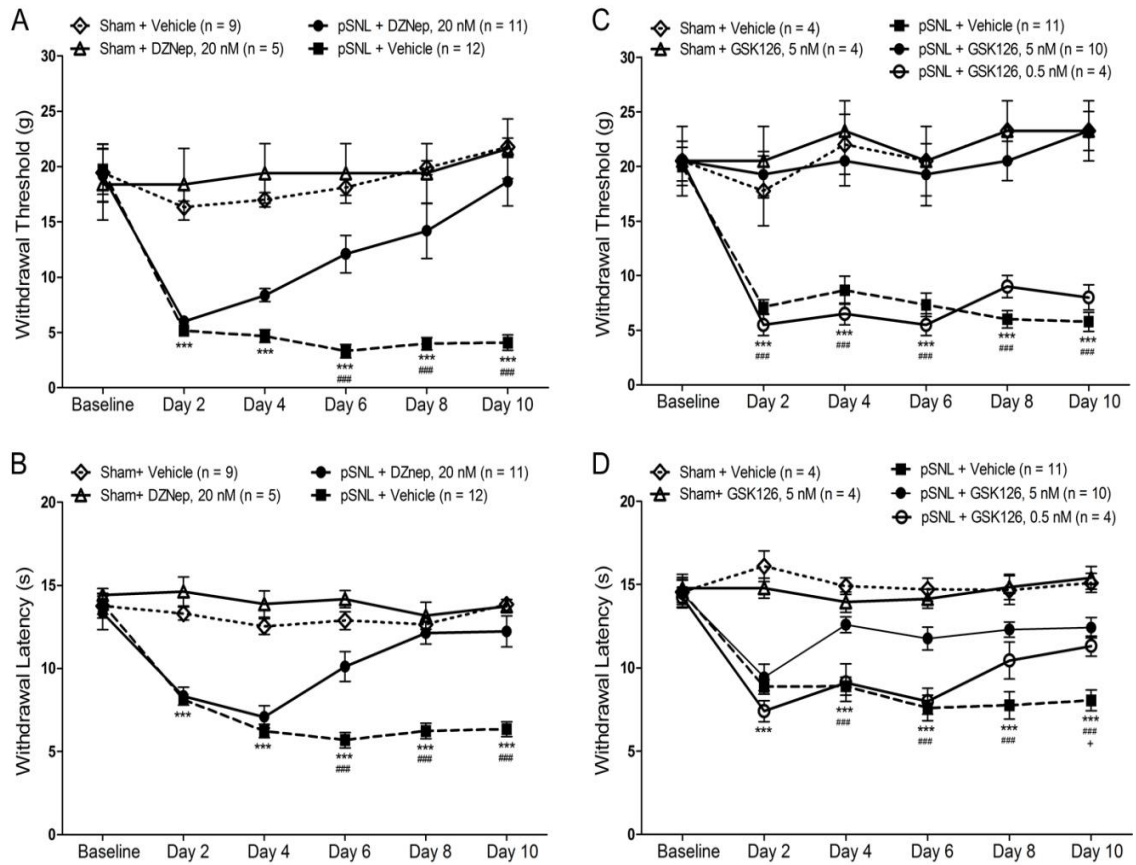 A
Sham + Vehicle (n = 9)
pSNL + DZNep, 20 nM (n = 11)
Sham + DZNep, 20 nM (n = 5)
pSNL + Vehicle (n = 12)
Withdrawal Threshold (g)
30
25
20
15
10
5
0
***
***
***
###
***
###
***
###
Baseline
Day 2
Day 4
Day 6
Day 8
Day 10
C
Sham + Vehicle (n = 4)
pSNL + Vehicle (n = 11)
Sham + GSK126, 5 nM (n = 4)
pSNL + GSK126, 5 nM (n = 10)
pSNL + GSK126, 0.5 nM (n = 4)
Withdrawal Threshold (g)
30
25
20
15
10
5
0
***
###
***
###
***
###
***
###
***
###
Baseline
Day 2
Day 4
Day 6
Day 8
Day 10
B
Sham+ Vehicle (n = 9)
pSNL + DZnep, 20 nM (n = 11)
Sham+ DZNep, 20 nM (n = 5)
pSNL + Vehicle (n = 12)
Withdrawal Latency (s)
20
15
10
5
0
***
***
***
###
***
###
***
###
Baseline
Day 2
Day 4
Day 6
Day 8
Day 10
D
Sham + Vehicle (n = 4)
pSNL + Vehicle (n = 11)
Sham+ GSK126, 5 nM (n = 4)
pSNL + GSK126, 5 nM (n = 10)
pSNL + GSK126, 0.5 nM (n = 4)
Withdrawal Latency (s)
20
15
10
5
0
***
***
###
***
###
***
###
***
###
+
Baseline
Day 2
Day 4
Day 6
Day 8
Day 10